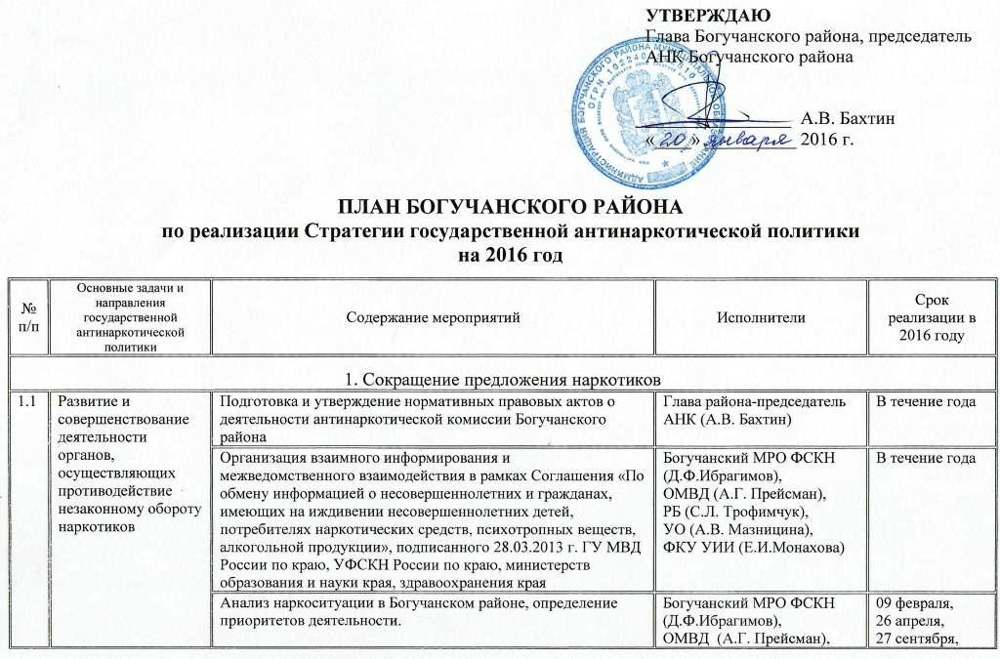 УТВЕРЖДАЮ
Глава Богучанского района, председатель
АНК Богучанского района
А.В. Бахтин
« 20 » января 2016 г.
АДМИНИСТРАЦИЯ БОГУЧАНСКОГО РАЙОНА МУНИЦИПАЛЬНОЕ ОБРАЗОВАНИЕ
ПЛАН БОГУЧАНСКОГО РАЙОНА
по реализации Стратегии государственной антинаркотической политики
на 2016 год
№
п/п
Основные задачи и
направления
государственной
антинаркотической
политики
Содержание мероприятий
Исполнители
Срок
реализации в
2016 году
1. Сокращение предложения наркотиков
1.1
Развитие и
совершенствование
деятельности
органов,
осуществляющих
противодействие
незаконному обороту
наркотиков
Подготовка и утверждение нормативных правовых актов о
деятельности антинаркотической комиссии Богучанского
района
Глава района-председатель
АНК (А.В. Бахтин)
В течение года
Организация взаимного информирования и
межведомственного взаимодействия в рамках Соглашения «По
обмену информацией о несовершеннолетних и гражданах,
имеющих на иждивении несовершеннолетних детей,
потребителях наркотических средств, психотропных веществ,
алкогольной продукции», подписанного 28.03.2013 г. ГУ МВД
России по краю, УФСКН России по краю, министерств
образования и науки края, здравоохранения края
Богучанский МРО ФСКН
(Д.Ф.Ибрагимов),
ОМВД (А.Г. Прейсман),
РБ (С.Л. Трофимчук),
УО (А.В. Мазницина),
ФКУ УИИ (Е.И.Монахова)
В течение года
Анализ наркоситуации в Богучанском районе, определение
приоритетов деятельности.
Богучанский МРО ФСКН
(Д.Ф.Ибрагимов),
ОМВД (А.Г. Прейсман),
09 февраля,
26 апреля,
27 сентября,